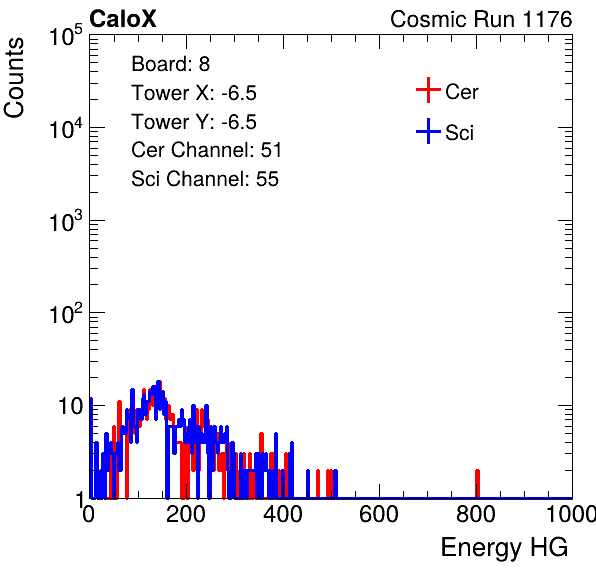 CaloX Cosmic Run 1176
Counts
Board: 8
Tower X: -6.5
Tower Y: -6.5
Cer Channel: 51
Sci Channel: 55
Cer
Sci
10^5
10^4
10^3
10^2
10
1
0 200 400 600 800 1000
Energy HG